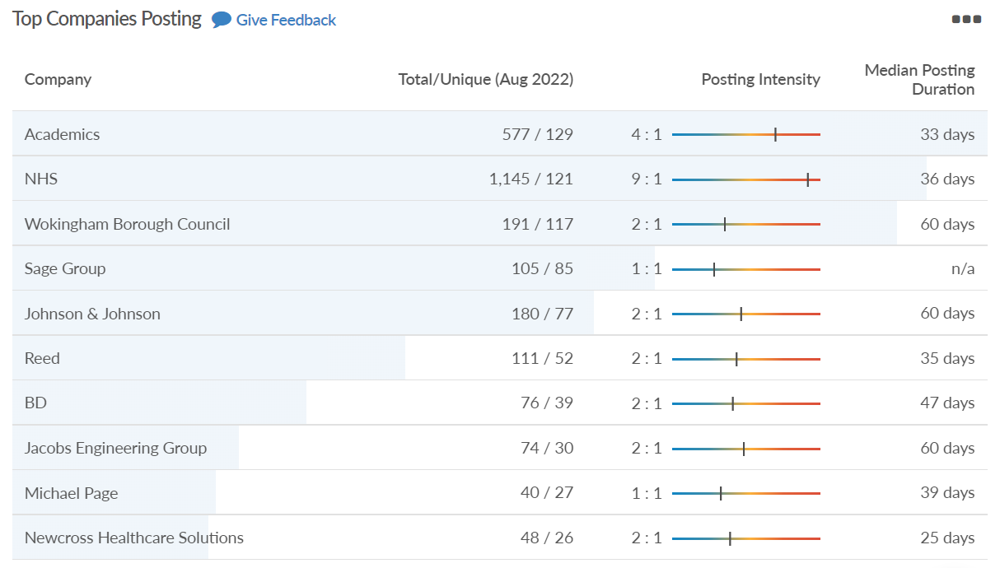 Top Companies Posting Give Feedback
Company Total/Unique (Aug 2022) Posting Intensity Median Posting Duration
Academics 577 / 129 4 : 1 33 days
NHS 1,145 / 121 9 : 1 36 days
Wokingham Borough Council 191 / 117 2 : 1 60 days
Sage Group 105 / 85 1 : 1 n/a
Johnson & Johnson 180 / 77 2 : 1 60 days
Reed 111 / 52 2 : 1 35 days
BD 76 / 39 2 : 1 47 days
Jacobs Engineering Group 74 / 30 2 : 1 60 days
Michael Page 40 / 27 1 : 1 39 days
Newcross Healthcare Solutions 48 / 26 2 : 1 25 days